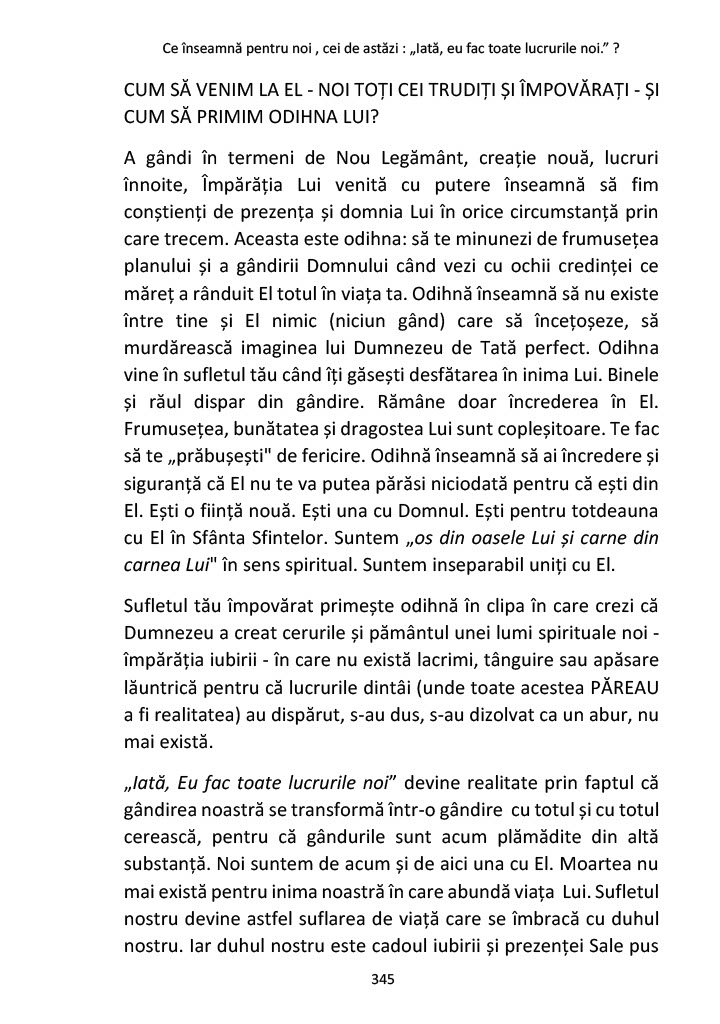 Ce înseamnă pentru noi , cei de astăzi : „Iată, eu fac toate lucrurile noi.” ?
CUM SĂ VENIM LA EL - NOI TOȚI CEI TRUDIȚI ȘI ÎMPOVĂRAȚI - ȘI
CUM SĂ PRIMIM ODIHNA LUI?
A gândi în termeni de Nou Legământ, creație nouă, lucruri
înnoite, Împărăția Lui venită cu putere înseamnă să fim
conștienți de prezența și domnia Lui în orice circumstanță prin
care trecem. Aceasta este odihna: să te minunezi de frumusețea
planului și a gândirii Domnului când vezi cu ochii credinței ce
măreț a rânduit El totul în viața ta. Odihnă înseamnă să nu existe
între tine și El nimic (niciun gând) care să încețoșeze, să
murdărească imaginea lui Dumnezeu de Tată perfect. Odihna
vine în sufletul tău când îți găsești desfătarea în inima Lui. Binele
și răul dispar din gândire. Rămâne doar încrederea în El.
Frumusețea, bunătatea și dragostea Lui sunt copleșitoare. Te fac
să te „prăbușești" de fericire. Odihnă înseamnă să ai încredere și
siguranță că El nu te va putea părăsi niciodată pentru că ești din
El. Ești o ființă nouă. Ești una cu Domnul. Ești pentru totdeauna
cu El în Sfânta Sfintelor. Suntem „os din oasele Lui și carne din
carnea Lui" în sens spiritual. Suntem inseparabil uniți cu El.
Sufletul tău împovărat primește odihnă în clipa în care crezi că
Dumnezeu a creat cerurile și pământul unei lumi spirituale noi -
împărăția iubirii - în care nu există lacrimi, tânguire sau apăsare
lăuntrică pentru că lucrurile dintâi (unde toate acestea PĂREAU
a fi realitatea) au dispărut, s-au dus, s-au dizolvat ca un abur, nu
mai există.
„Iată, Eu fac toate lucrurile noi” devine realitate prin faptul că
gândirea noastră se transformă într-o gândire cu totul și cu totul
cerească, pentru că gândurile sunt acum plămădite din altă
substanță. Noi suntem de acum și de aici una cu El. Moartea nu
mai există pentru inima noastră în care abundă viața Lui. Sufletul
nostru devine astfel suflarea de viață care se îmbracă cu duhul
nostru. Iar duhul nostru este cadoul iubirii și prezenței Sale pus
345